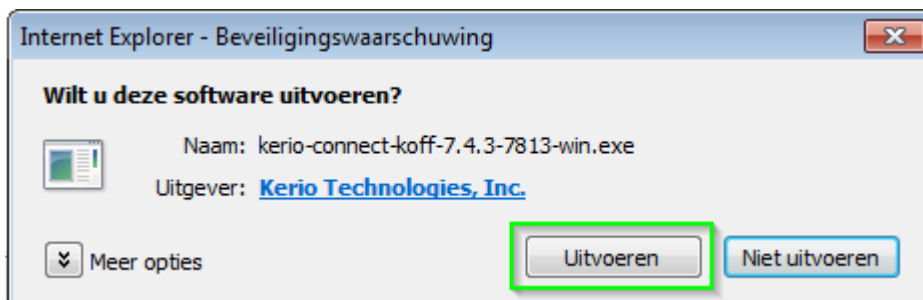 Internet Explorer - Beveiligingswaarschuwing
Wilt u deze software uitvoeren?
Naam: kerio-connect-koff-7.4.3-7813-win.exe
Uitgever: Kerio Technologies, Inc.
Meer opties
Uitvoeren
Niet uitvoeren